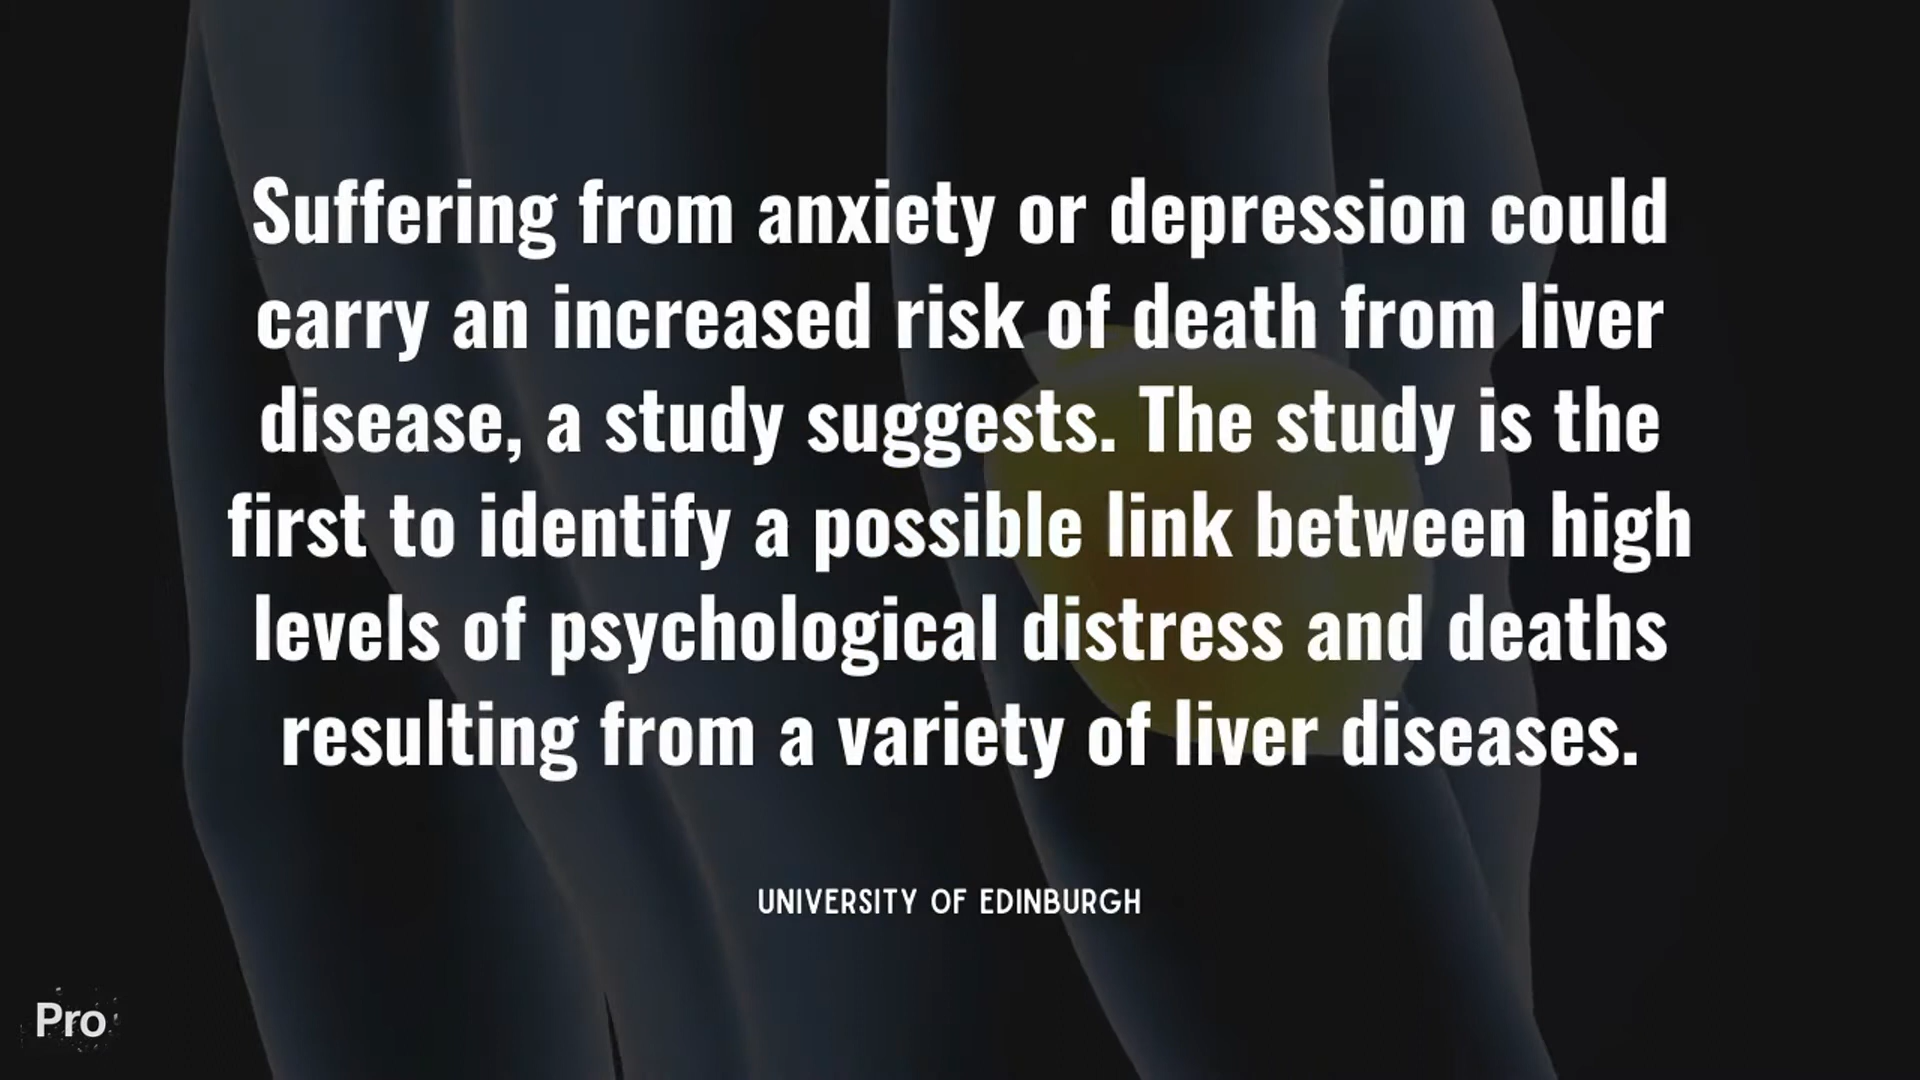 Suffering from anxiety or depression could
carry an increased risk of death from liver
disease, a study suggests. The study is the
first to identify a possible link between high
levels of psychological distress and deaths
resulting from a variety of liver diseases.
UNIVERSITY OF EDINBURGH
Pro